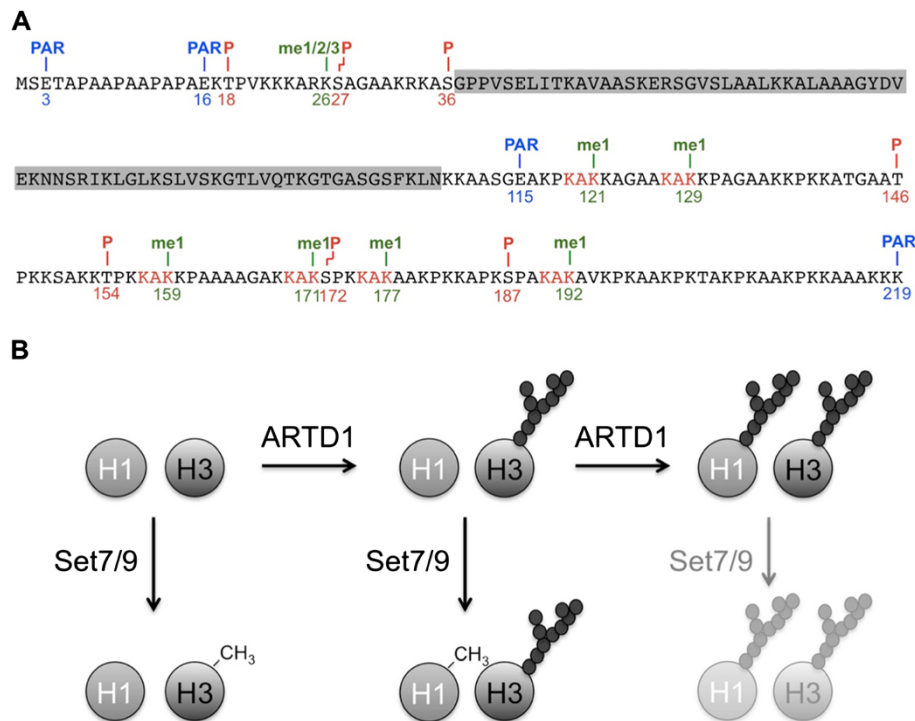 A
PAR PAR P me1/2/3 P P
MSETAPAAPAAPAPAEKTPVKKKARKSAGAAKRKASGPPVSELITKAVAASKERSGVSLAALKKALAAAGYDV
3 16 18 26 27 36
PAR me1 me1 P
EKNNSRIKLGLKSLVSKGTLVQTKGTGASGSFKLNKKAASGEAKPKAKKAGAAKAKKPAGAAKKPKKATGAAT
115 121 129 146
P me1 me1 P me1 P me1 PAR
PKKSAKKTPKKAKKPAAAAGAKKAKSPKKAKAAKPKKAPKSPAKAKAVKPKAAKPKTAKPKAAKPKKAAAKKK
154 159 171 172 177 187 192 219
B
H1 H3 ARTD1 H1 H3 ARTD1 H1 H3
Set7/9 Set7/9 Set7/9
H1 H3 CH3 H1 CH3 H3 H1 H3